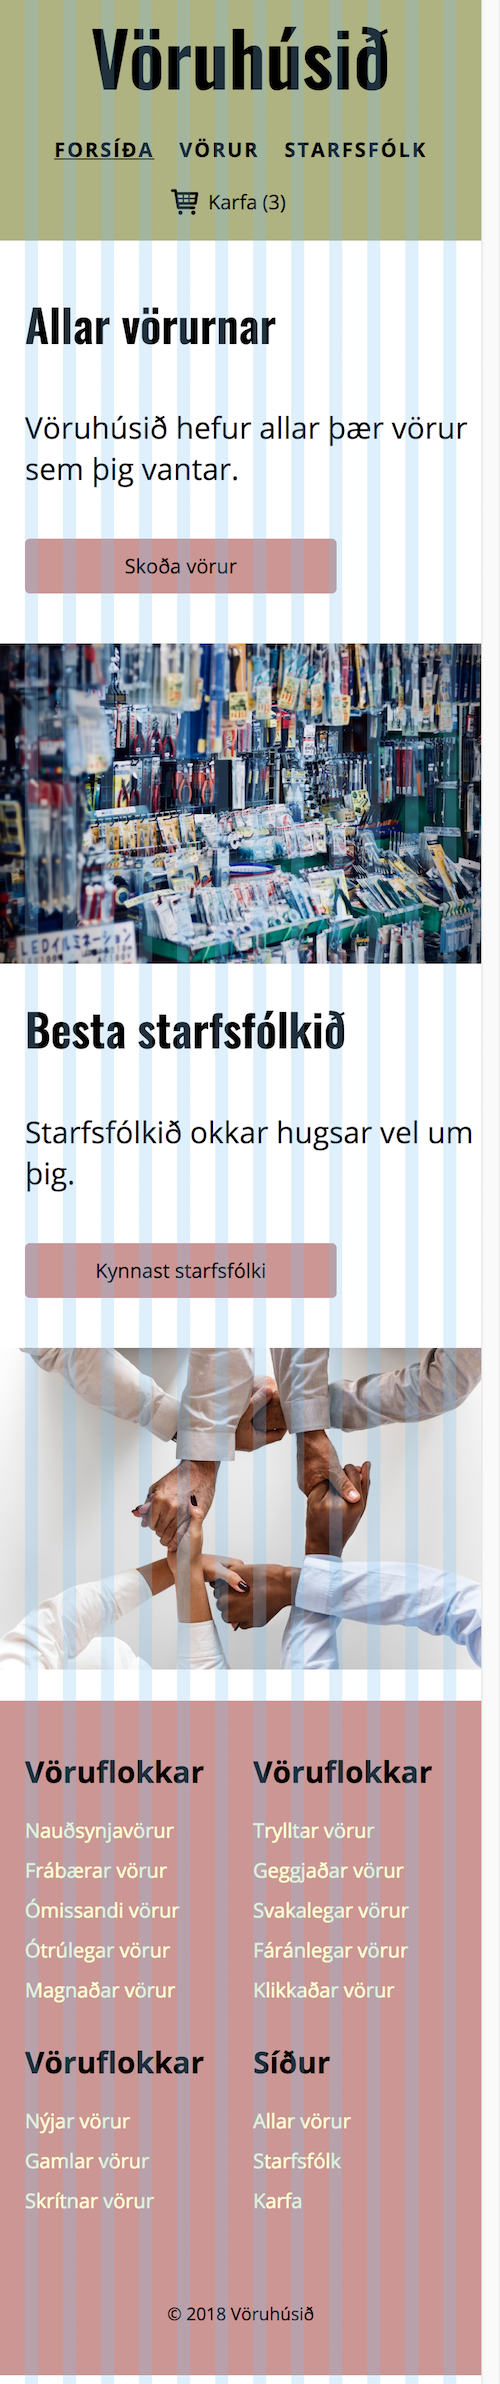 Vöruhúsið
FORSÍÐA VÖRUR STARFSFÓLK
Karfa (3)
Allar vörurnar
Vöruhúsið hefur allar þær vörur
sem þig vantar.
Skoða vörur
LEDイルミネーション
Besta starfsfólkið
Starfsfólkið okkar hugsar vel um
þig.
Kynnast starfsfólki
Vöruflokkar
Nauðsynjavörur
Frábærar vörur
Ómissandi vörur
Ótrúlegar vörur
Magnaðar vörur
Vöruflokkar
Trylltar vörur
Geggjaðar vörur
Svakalegar vörur
Fáránlegar vörur
Klikkaðar vörur
Vöruflokkar
Nýjar vörur
Gamlar vörur
Skrítnar vörur
Síður
Allar vörur
Starfsfólk
Karfa
© 2018 Vöruhúsið